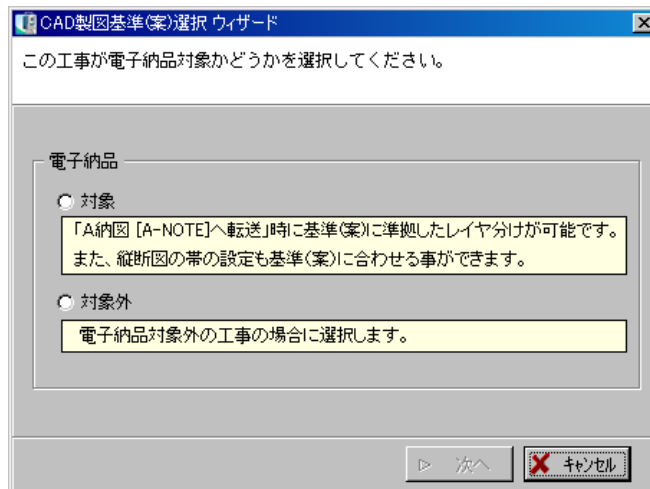 CAD製図基準(案)選択 ウィザード
この工事が電子納品対象かどうかを選択してください。
電子納品
対象
「A納図 [A-NOTE]へ転送」時に基準(案)に準拠したレイヤ分けが可能です。
また、縦断図の帯の設定も基準(案)に合わせる事ができます。
対象外
電子納品対象外の工事の場合に選択します。
次へ
キャンセル